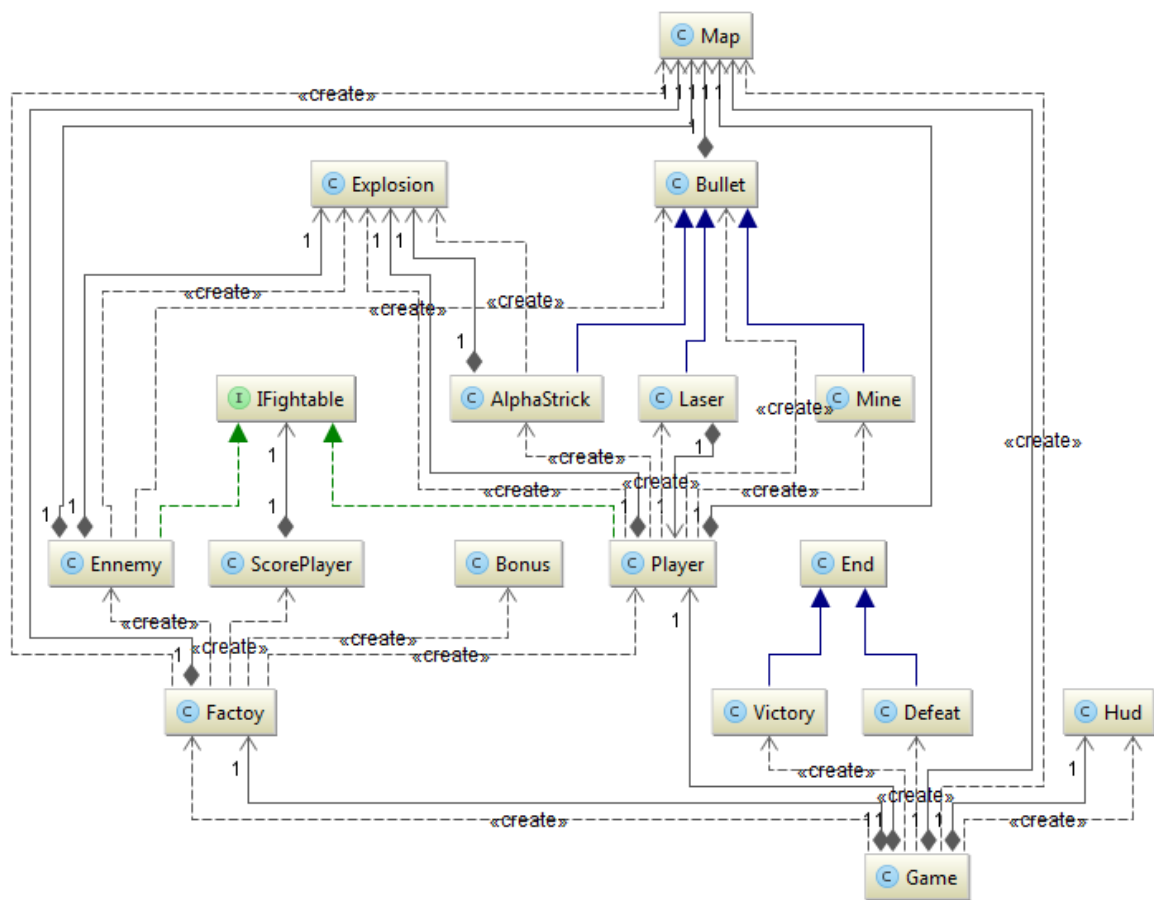 C Map
«create»
1 1 1 1 1
1
C Explosion
C Bullet
1 1 1
«create»
«create»
«create»
1
I IFightable
C AlphaStrick
C Laser
C Mine
«create»
«create»
1
1
«create»
«create»
«create»
«create»
1 1 1 1 1 1
C Ennemy
C ScorePlayer
C Bonus
C Player
C End
1
«create»
«create»
«create»
«create»
1
C Factoy
C Victory
C Defeat
C Hud
1
1
«create»
«create»
«create»
«create»
1 1 1 1
C Game